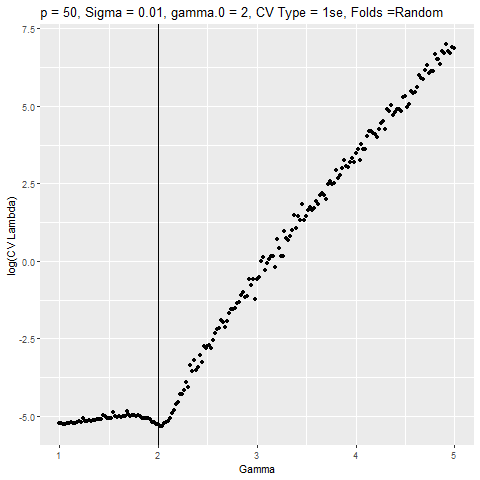 p = 50, Sigma = 0.01, gamma.0 = 2, CV Type = 1se, Folds =Random
7.5
5.0
2.5
0.0
-2.5
-5.0
log(CV Lambda)
1 2 3 4 5
Gamma